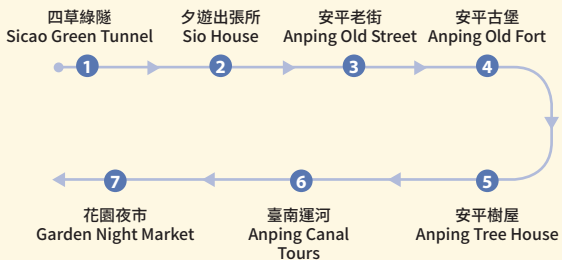 四草綠隧
Sicao Green Tunnel
1
夕遊出張所
Sio House
2
安平老街
Anping Old Street
3
安平古堡
Anping Old Fort
4
安平樹屋
Anping Tree House
5
臺南運河
Anping Canal
Tours
6
花園夜市
Garden Night Market
7